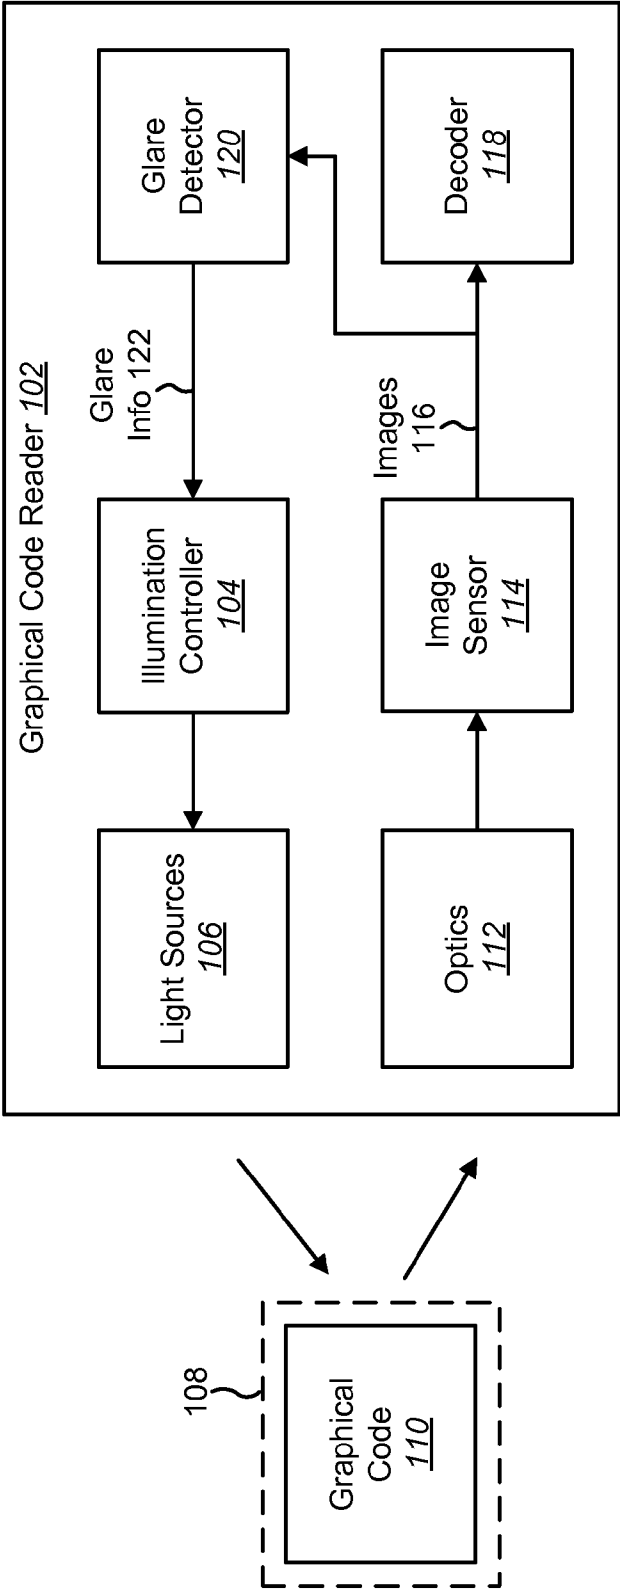 Graphical Code Reader 102
Light Sources
106
Illumination
Controller
104
Glare
Info 122
Glare
Detector
120
108
Graphical
Code
110
Optics
112
Image
Sensor
114
Images
116
Decoder
118